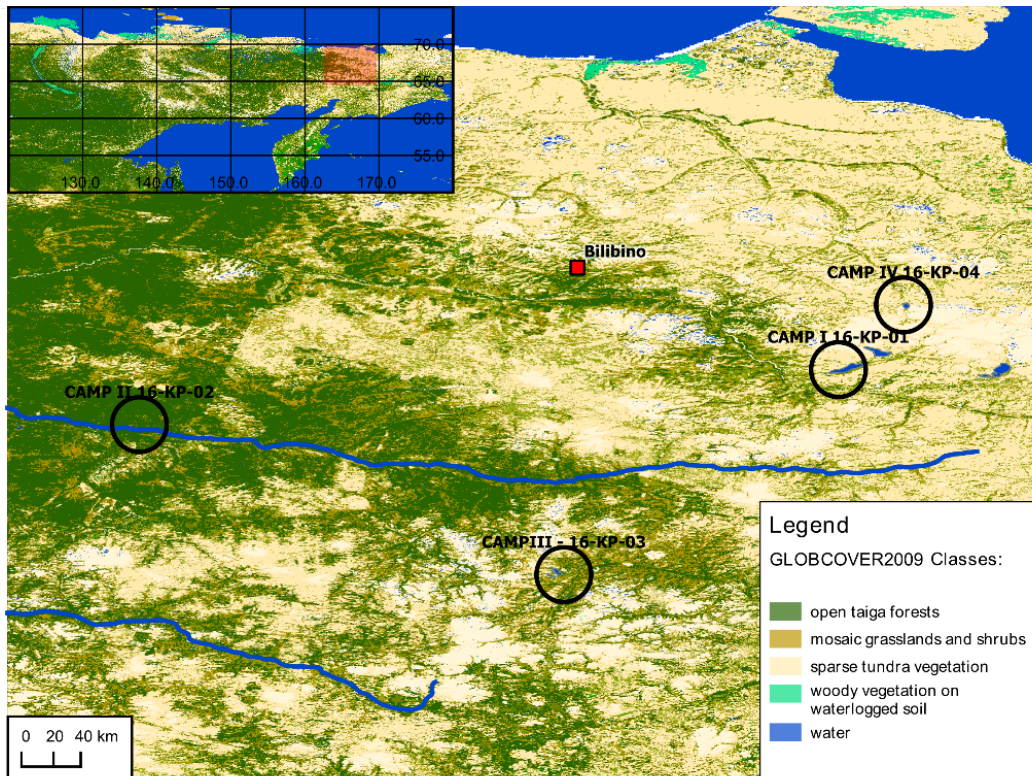 70.0
65.0
60.0
55.0
130.0 140.0 150.0 160.0 170.0
Bilibino
CAMP IV 16-KP-04
CAMP I 16-KP-01
CAMP II 16-KP-02
CAMPIII - 16-KP-03
Legend
GLOBCOVER2009 Classes:
open taiga forests
mosaic grasslands and shrubs
sparse tundra vegetation
woody vegetation on
waterlogged soil
water
0 20 40 km